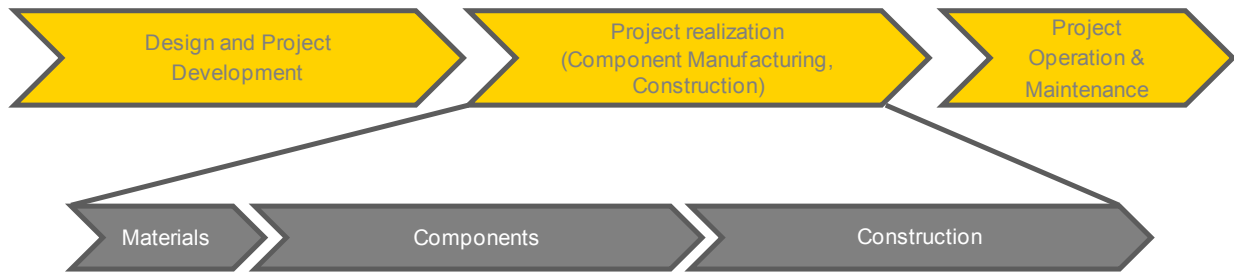 Design and Project
Development
Project realization
(Component Manufacturing,
Construction)
Project
Operation &
Maintenance
Materials
Components
Construction